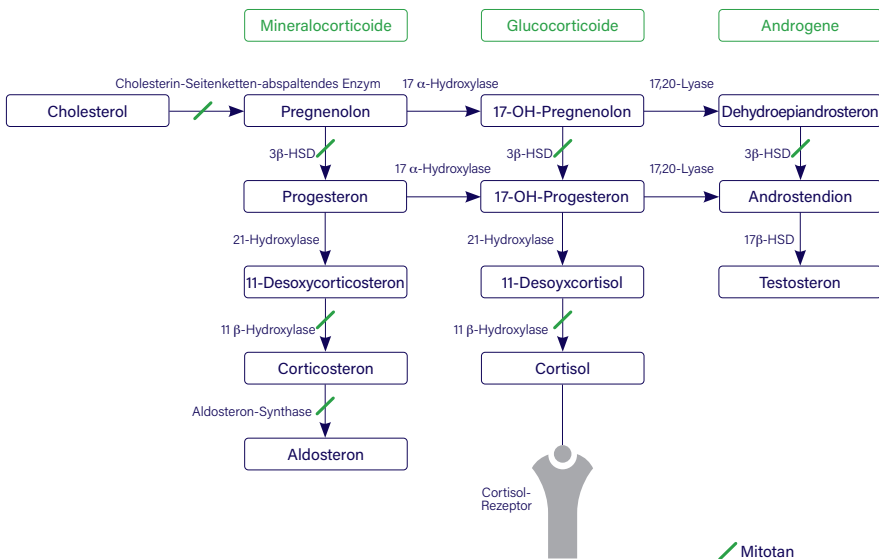 Mineralocorticoide
Glucocorticoide
Androgene
Cholesterin-Seitenketten-abspaltendes Enzym
17 α-Hydroxylase
17,20-Lyase
Cholesterol
Pregnenolon
17-OH-Pregnenolon
Dehydroepiandrosteron
3β-HSD
3β-HSD
3β-HSD
17 α-Hydroxylase
17,20-Lyase
Progesteron
17-OH-Progesteron
Androstendion
21-Hydroxylase
21-Hydroxylase
17β-HSD
11-Desoxycorticosteron
11-Desoyxcortisol
Testosteron
11 β-Hydroxylase
11 β-Hydroxylase
Corticosteron
Cortisol
Aldosteron-Synthase
Aldosteron
Cortisol-
Rezeptor
Mitotan